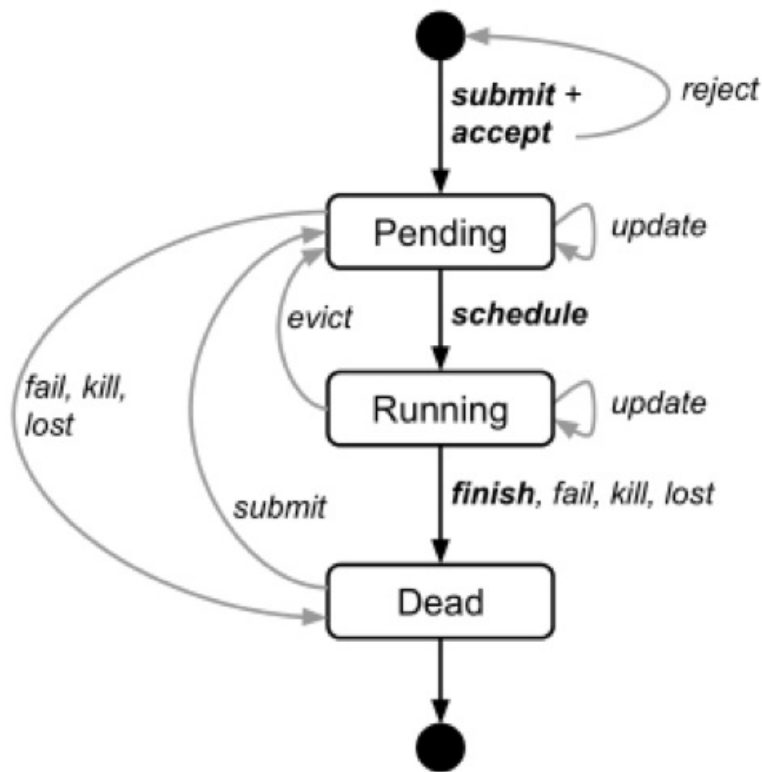 submit +
accept
reject
Pending
update
evict
schedule
fail, kill,
lost
Running
update
submit
finish, fail, kill, lost
Dead